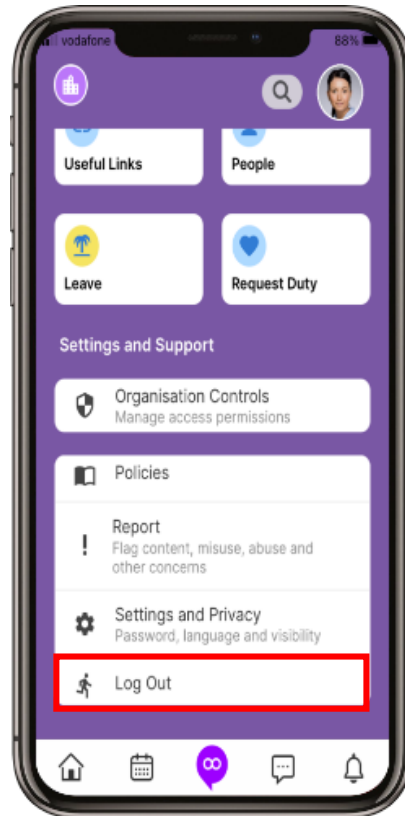 vodafone
88%
Useful Links
People
Leave
Request Duty
Settings and Support
Organisation Controls
Manage access permissions
Policies
Report
Flag content, misuse, abuse and
other concerns
Settings and Privacy
Password, language and visibility
Log Out